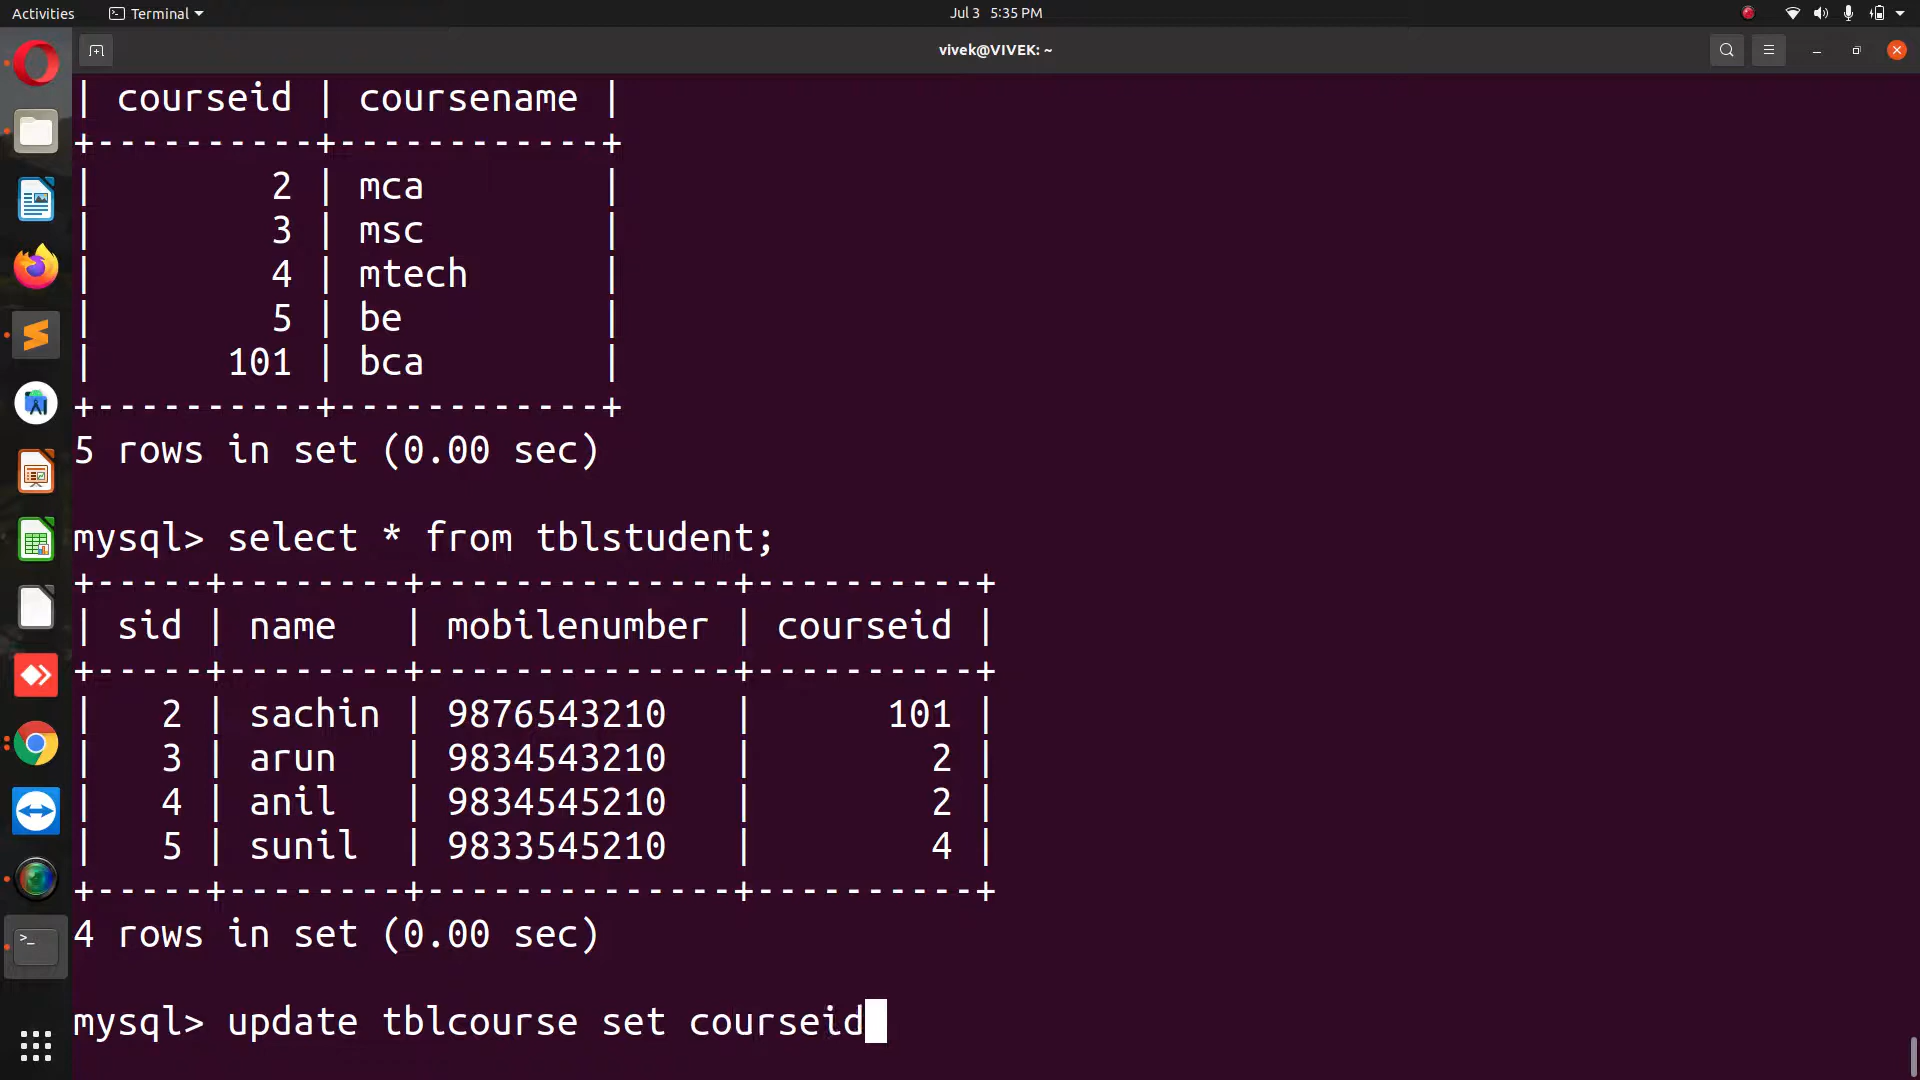 Activities Terminal Jul 3 5:35 PM
vivek@VIVEK: ~
| courseid | coursename |
+----------+------------+
|        2 | mca        |
|        3 | msc        |
|        4 | mtech      |
|        5 | be         |
|      101 | bca        |
+----------+------------+
5 rows in set (0.00 sec)
mysql> select * from tblstudent;
+-----+--------+--------------+----------+
| sid | name   | mobilenumber | courseid |
+-----+--------+--------------+----------+
|   2 | sachin | 9876543210   |      101 |
|   3 | arun   | 9834543210   |        2 |
|   4 | anil   | 9834545210   |        2 |
|   5 | sunil  | 9833545210   |        4 |
+-----+--------+--------------+----------+
4 rows in set (0.00 sec)
mysql> update tblcourse set courseid